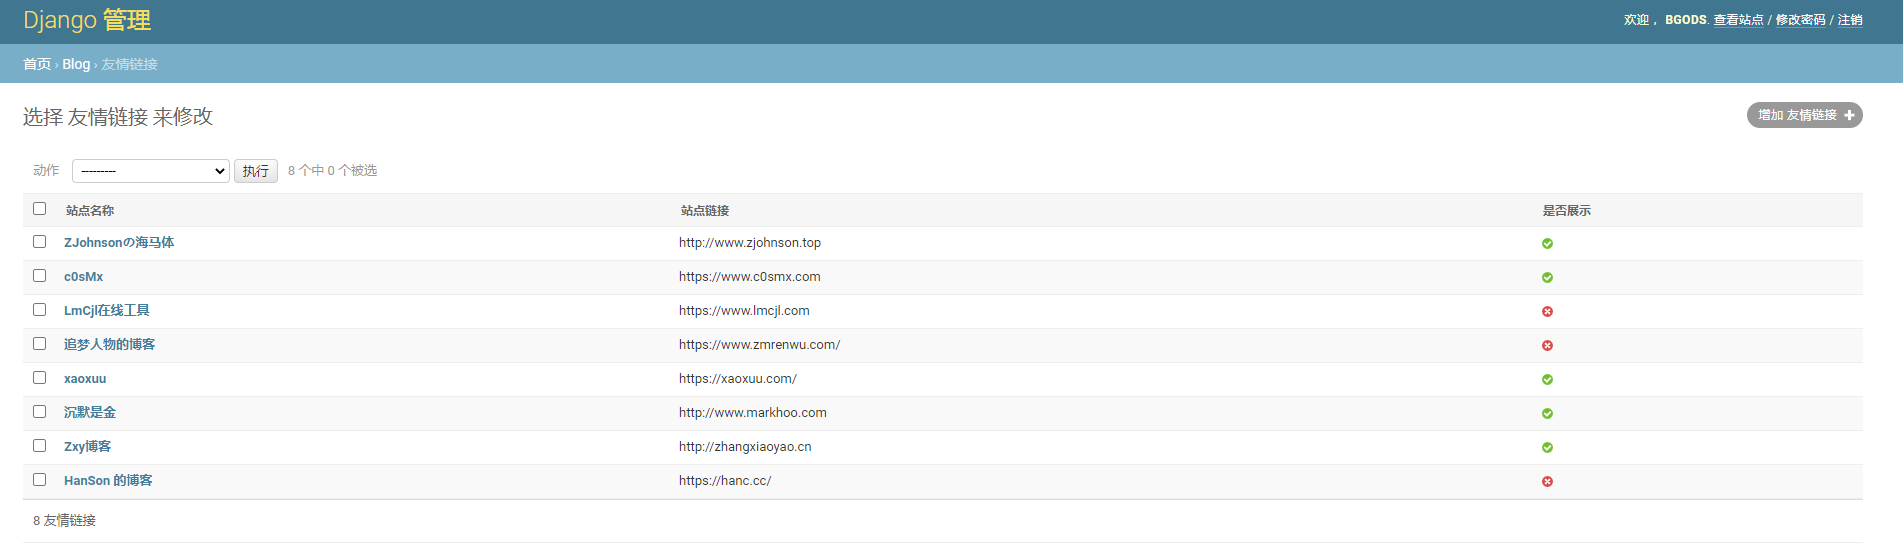 Django 管理
欢迎， BGODS. 查看站点 / 修改密码 / 注销
首页 › Blog › 友情链接
选择 友情链接 来修改
增加 友情链接
动作 --------- 执行 8 个中 0 个被选
站点名称 站点链接 是否展示
ZJohnsonの海马体 http://www.zjohnson.top
c0sMx https://www.c0smx.com
LmCjl在线工具 https://www.lmcjl.com
追梦人物的博客 https://www.zmrenwu.com/
xaoxuu https://xaoxuu.com/
沉默是金 http://www.markhoo.com
Zxy博客 http://zhangxiaoyao.cn
HanSon 的博客 https://hanc.cc/
8 友情链接